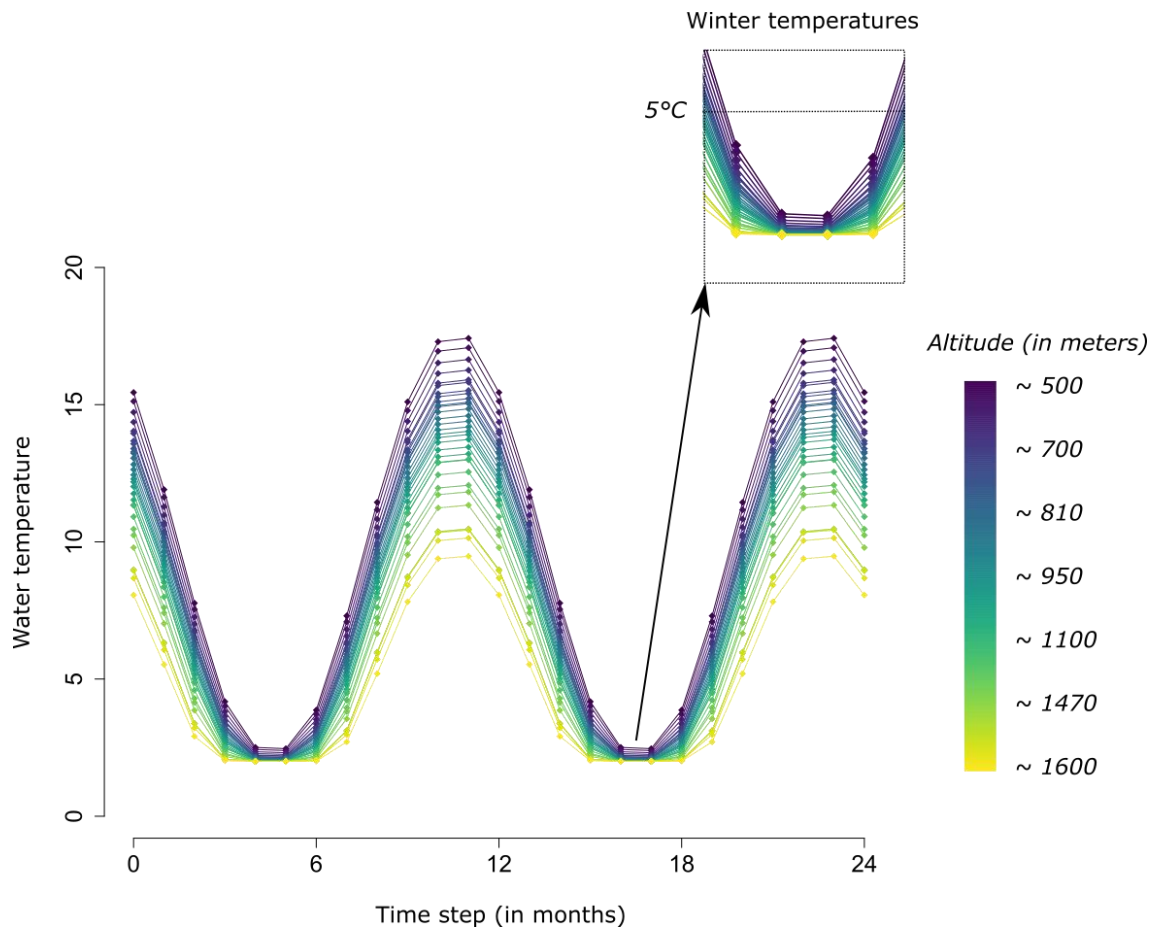 Winter temperatures
5°C
20
15
10
5
0
Water temperature
0 6 12 18 24
Time step (in months)
Altitude (in meters)
~ 500
~ 700
~ 810
~ 950
~ 1100
~ 1470
~ 1600